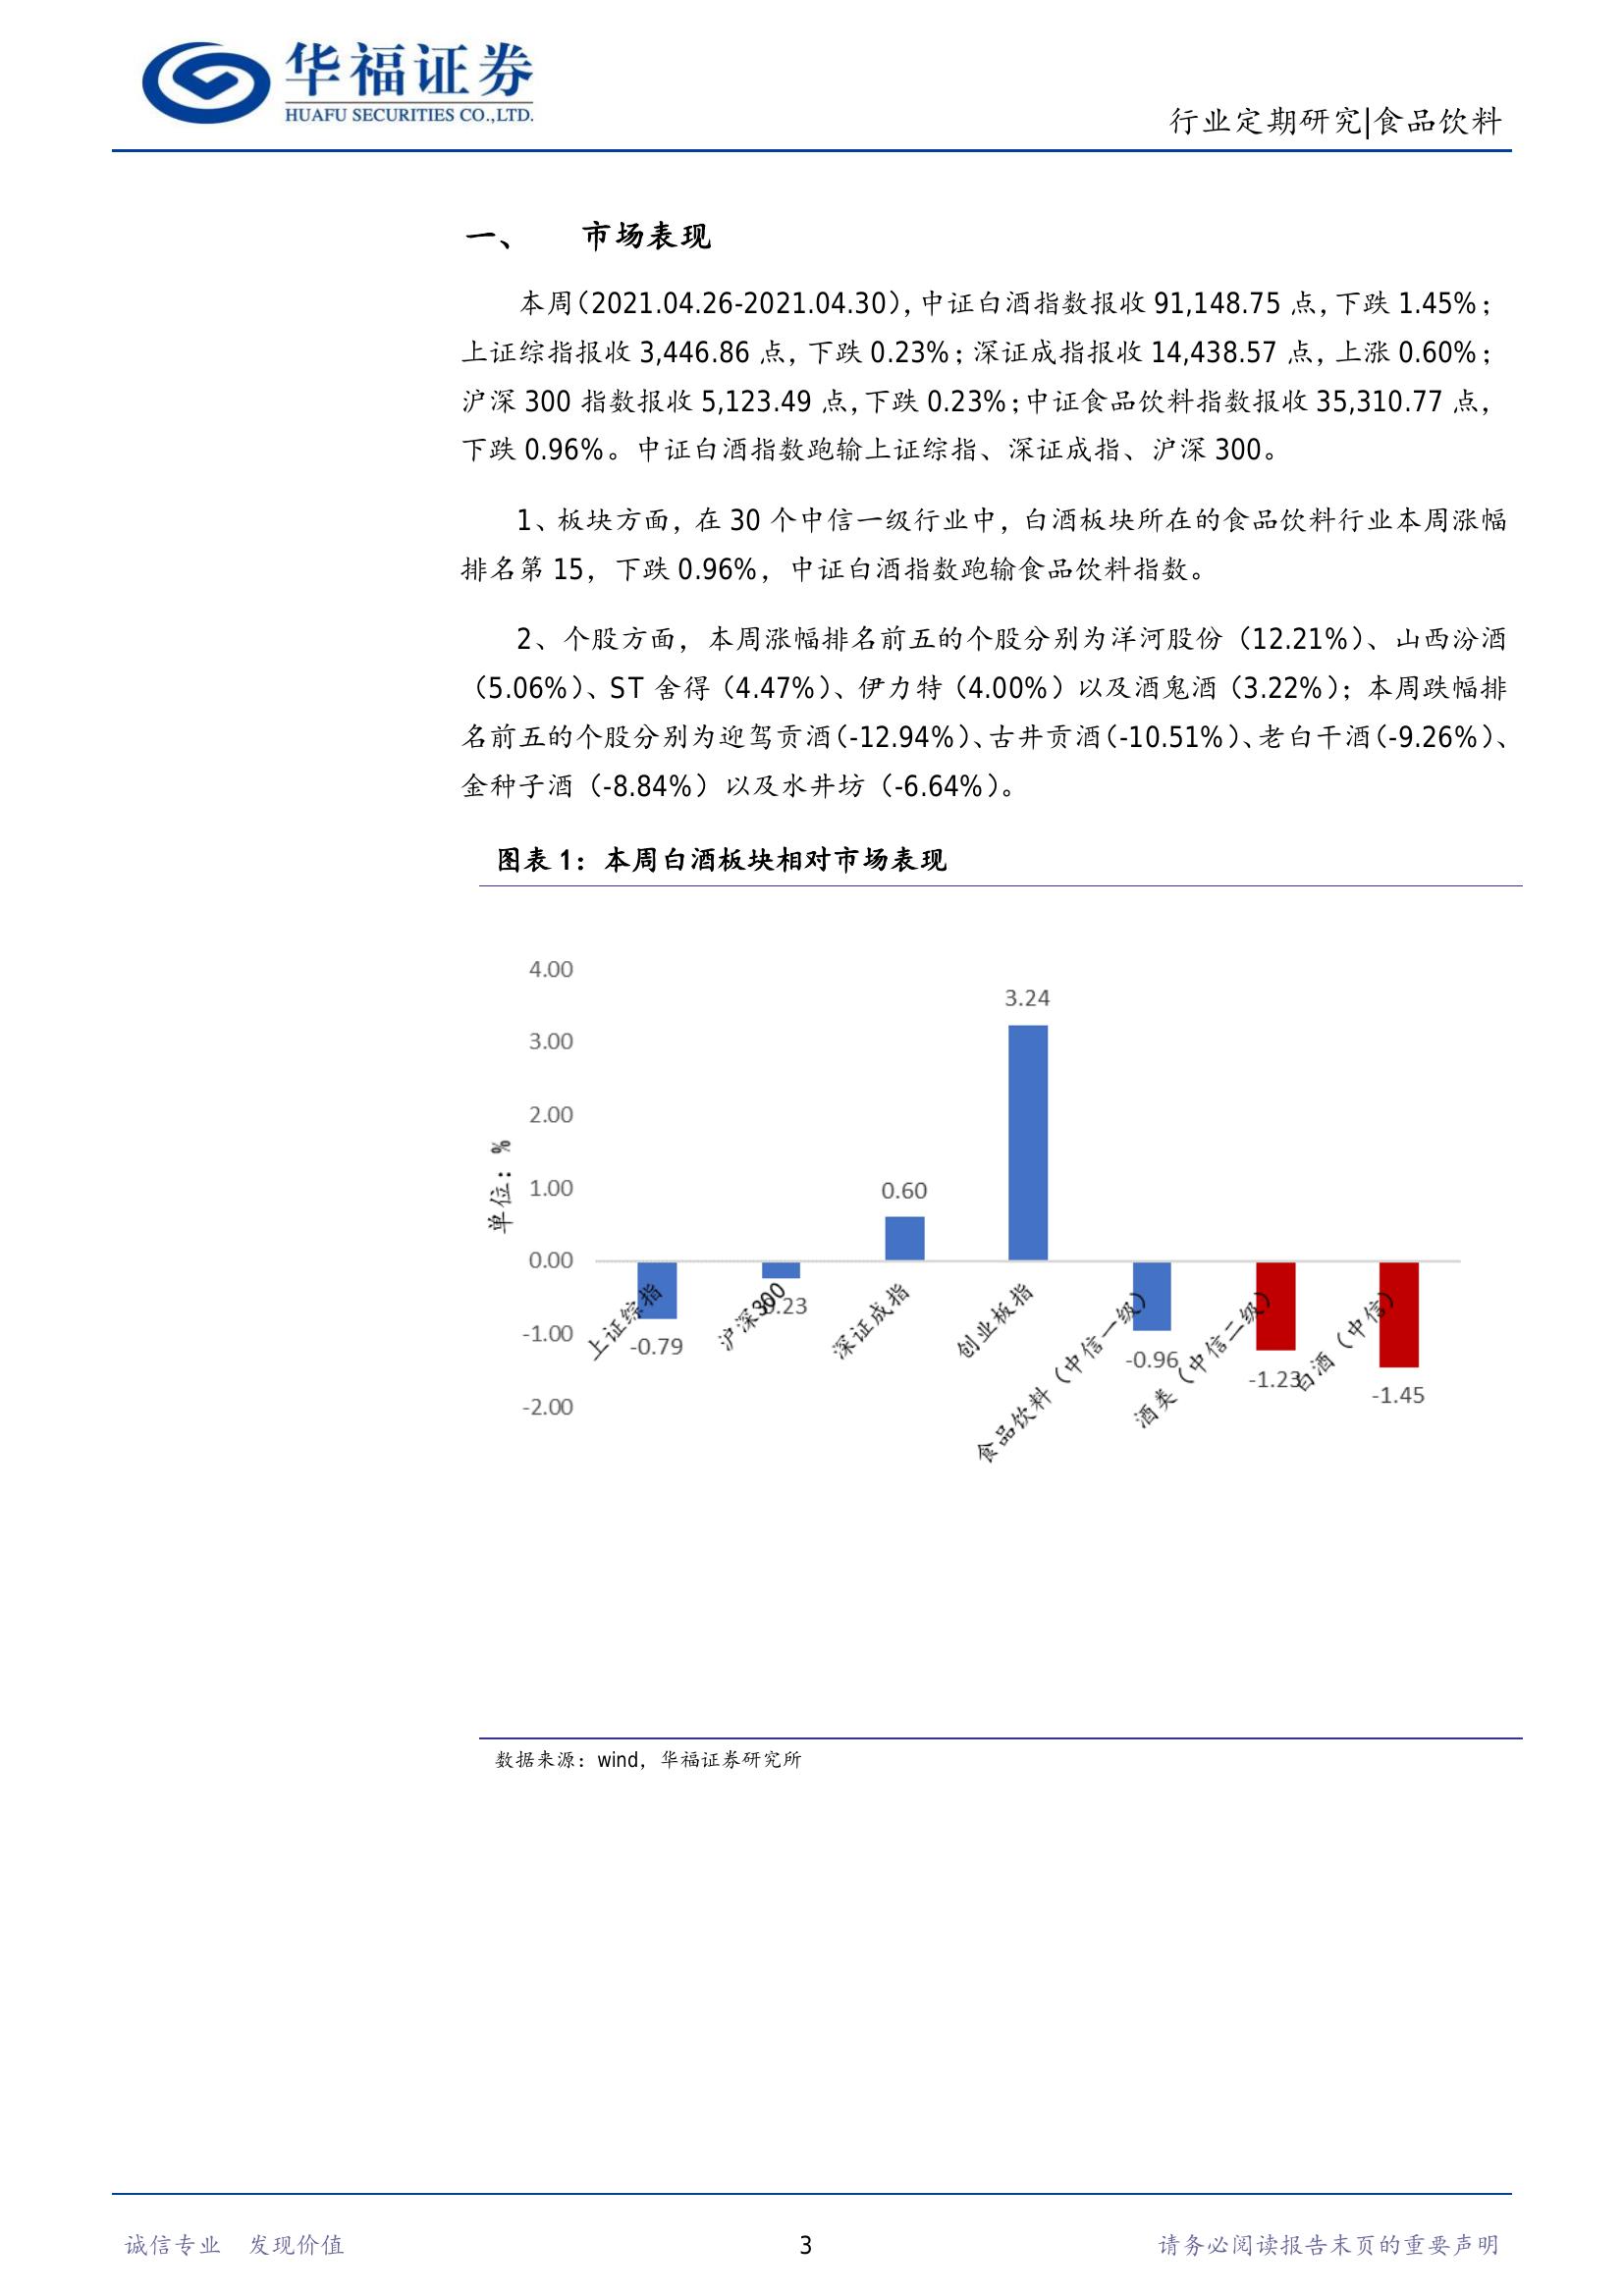 华福证券
HUAFU SECURITIES CO.,LTD.
行业定期研究|食品饮料
一、 市场表现
本周（2021.04.26-2021.04.30），中证白酒指数报收 91,148.75 点，下跌 1.45%；
上证综指报收 3,446.86 点，下跌 0.23%；深证成指报收 14,438.57 点，上涨 0.60%；
沪深 300 指数报收 5,123.49 点，下跌 0.23%；中证食品饮料指数报收 35,310.77 点，
下跌 0.96%。中证白酒指数跑输上证综指、深证成指、沪深 300。
1、板块方面，在 30 个中信一级行业中，白酒板块所在的食品饮料行业本周涨幅
排名第 15，下跌 0.96%，中证白酒指数跑输食品饮料指数。
2、个股方面，本周涨幅排名前五的个股分别为洋河股份（12.21%）、山西汾酒
（5.06%）、ST 舍得（4.47%）、伊力特（4.00%）以及酒鬼酒（3.22%）；本周跌幅排
名前五的个股分别为迎驾贡酒（-12.94%）、古井贡酒（-10.51%）、老白干酒（-9.26%）、
金种子酒（-8.84%）以及水井坊（-6.64%）。
图表 1：本周白酒板块相对市场表现
单位：%
4.00
3.00
2.00
1.00
0.00
-1.00
-2.00
-0.79
-0.23
0.60
3.24
-0.96
-1.23
-1.45
上证综指
沪深300
深证成指
创业板指
食品饮料（中信一级）
酒类（中信二级）
白酒（中信）
数据来源：wind，华福证券研究所
诚信专业 发现价值
3
请务必阅读报告末页的重要声明